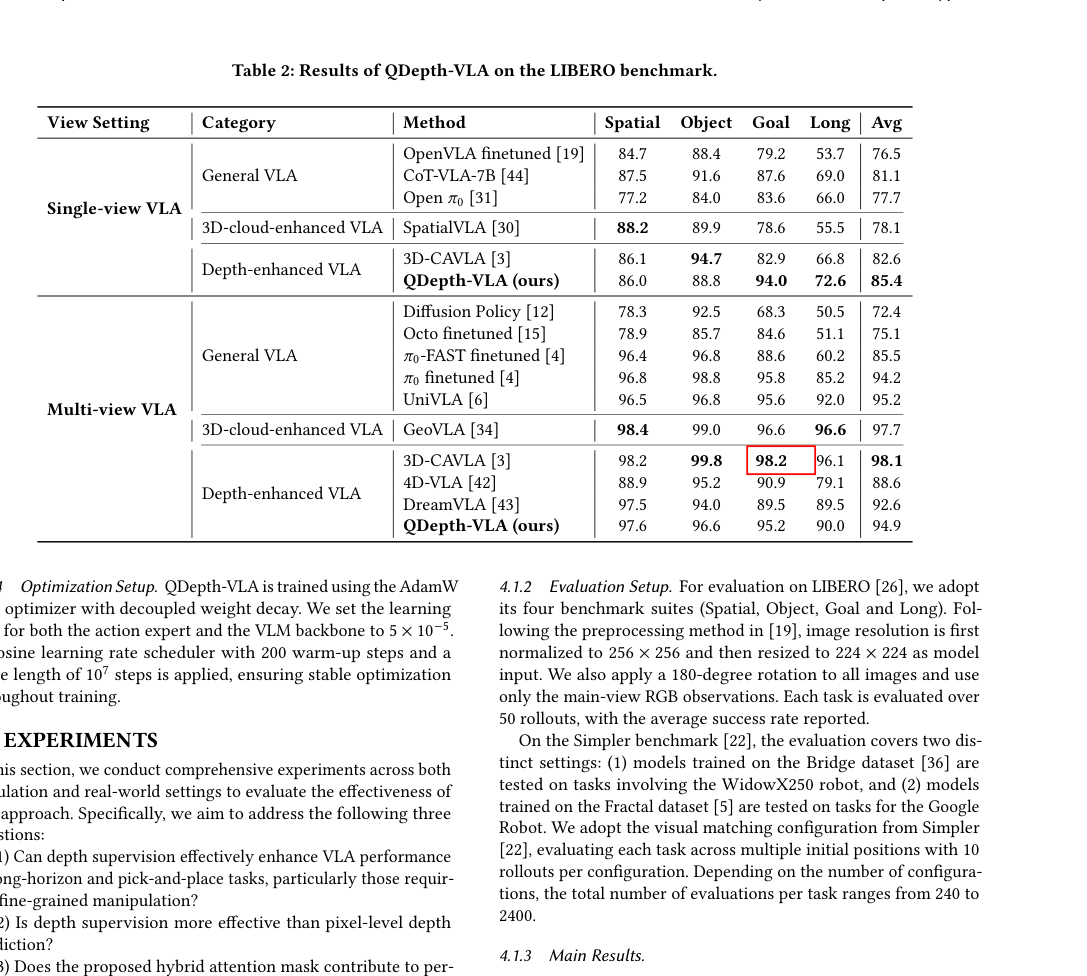 Table 2: Results of QDepth-VLA on the LIBERO benchmark.
View Setting Category Method Spatial Object Goal Long Avg
Single-view VLA
General VLA
OpenVLA finetuned [19] 84.7 88.4 79.2 53.7 76.5
CoT-VLA-7B [44] 87.5 91.6 87.6 69.0 81.1
Open π0 [31] 77.2 84.0 83.6 66.0 77.7
3D-cloud-enhanced VLA SpatialVLA [30] 88.2 89.9 78.6 55.5 78.1
Depth-enhanced VLA
3D-CAVLA [3] 86.1 94.7 82.9 66.8 82.6
QDepth-VLA (ours) 86.0 88.8 94.0 72.6 85.4
Multi-view VLA
General VLA
Diffusion Policy [12] 78.3 92.5 68.3 50.5 72.4
Octo finetuned [15] 78.9 85.7 84.6 51.1 75.1
π0-FAST finetuned [4] 96.4 96.8 88.6 60.2 85.5
π0 finetuned [4] 96.8 98.8 95.8 85.2 94.2
UniVLA [6] 96.5 96.8 95.6 92.0 95.2
3D-cloud-enhanced VLA GeoVLA [34] 98.4 99.0 96.6 96.6 97.7
Depth-enhanced VLA
3D-CAVLA [3] 98.2 99.8 98.2 96.1 98.1
4D-VLA [42] 88.9 95.2 90.9 79.1 88.6
DreamVLA [43] 97.5 94.0 89.5 89.5 92.6
QDepth-VLA (ours) 97.6 96.6 95.2 90.0 94.9
4 Optimization Setup. QDepth-VLA is trained using the AdamW
optimizer with decoupled weight decay. We set the learning
for both the action expert and the VLM backbone to 5 × 10−5.
osine learning rate scheduler with 200 warm-up steps and a
e length of 10^7 steps is applied, ensuring stable optimization
oughout training.
EXPERIMENTS
his section, we conduct comprehensive experiments across both
ulation and real-world settings to evaluate the effectiveness of
approach. Specifically, we aim to address the following three
stions:
1) Can depth supervision effectively enhance VLA performance
ong-horizon and pick-and-place tasks, particularly those requir-
fine-grained manipulation?
2) Is depth supervision more effective than pixel-level depth
diction?
3) Does the proposed hybrid attention mask contribute to per-
4.1.2 Evaluation Setup. For evaluation on LIBERO [26], we adopt
its four benchmark suites (Spatial, Object, Goal and Long). Fol-
lowing the preprocessing method in [19], image resolution is first
normalized to 256 × 256 and then resized to 224 × 224 as model
input. We also apply a 180-degree rotation to all images and use
only the main-view RGB observations. Each task is evaluated over
50 rollouts, with the average success rate reported.
On the Simpler benchmark [22], the evaluation covers two dis-
tinct settings: (1) models trained on the Bridge dataset [36] are
tested on tasks involving the WidowX250 robot, and (2) models
trained on the Fractal dataset [5] are tested on tasks for the Google
Robot. We adopt the visual matching configuration from Simpler
[22], evaluating each task across multiple initial positions with 10
rollouts per configuration. Depending on the number of configura-
tions, the total number of evaluations per task ranges from 240 to
2400.
4.1.3 Main Results.